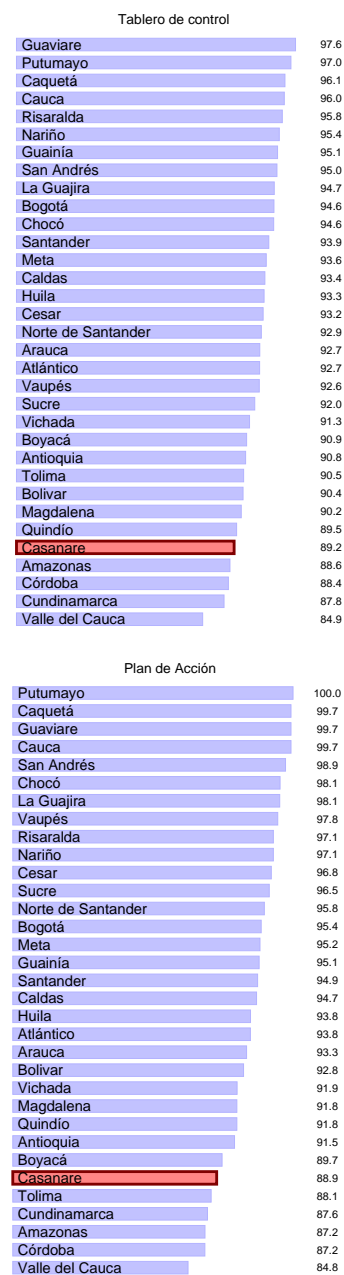 Tablero de control
Guaviare 97.6
Putumayo 97.0
Caquetá 96.1
Cauca 96.0
Risaralda 95.8
Nariño 95.4
Guainía 95.1
San Andrés 95.0
La Guajira 94.7
Bogotá 94.6
Chocó 94.6
Santander 93.9
Meta 93.6
Caldas 93.4
Huila 93.3
Cesar 93.2
Norte de Santander 92.9
Arauca 92.7
Atlántico 92.7
Vaupés 92.6
Sucre 92.0
Vichada 91.3
Boyacá 90.9
Antioquia 90.8
Tolima 90.5
Bolivar 90.4
Magdalena 90.2
Quindío 89.5
Casanare 89.2
Amazonas 88.6
Córdoba 88.4
Cundinamarca 87.8
Valle del Cauca 84.9
Plan de Acción
Putumayo 100.0
Caquetá 99.7
Guaviare 99.7
Cauca 99.7
San Andrés 98.9
Chocó 98.1
La Guajira 98.1
Vaupés 97.8
Risaralda 97.1
Nariño 97.1
Cesar 96.8
Sucre 96.5
Norte de Santander 95.8
Bogotá 95.4
Meta 95.2
Guainía 95.1
Santander 94.9
Caldas 94.7
Huila 93.8
Atlántico 93.8
Arauca 93.3
Bolivar 92.8
Vichada 91.9
Magdalena 91.8
Quindío 91.8
Antioquia 91.5
Boyacá 89.7
Casanare 88.9
Tolima 88.1
Cundinamarca 87.6
Amazonas 87.2
Córdoba 87.2
Valle del Cauca 84.8